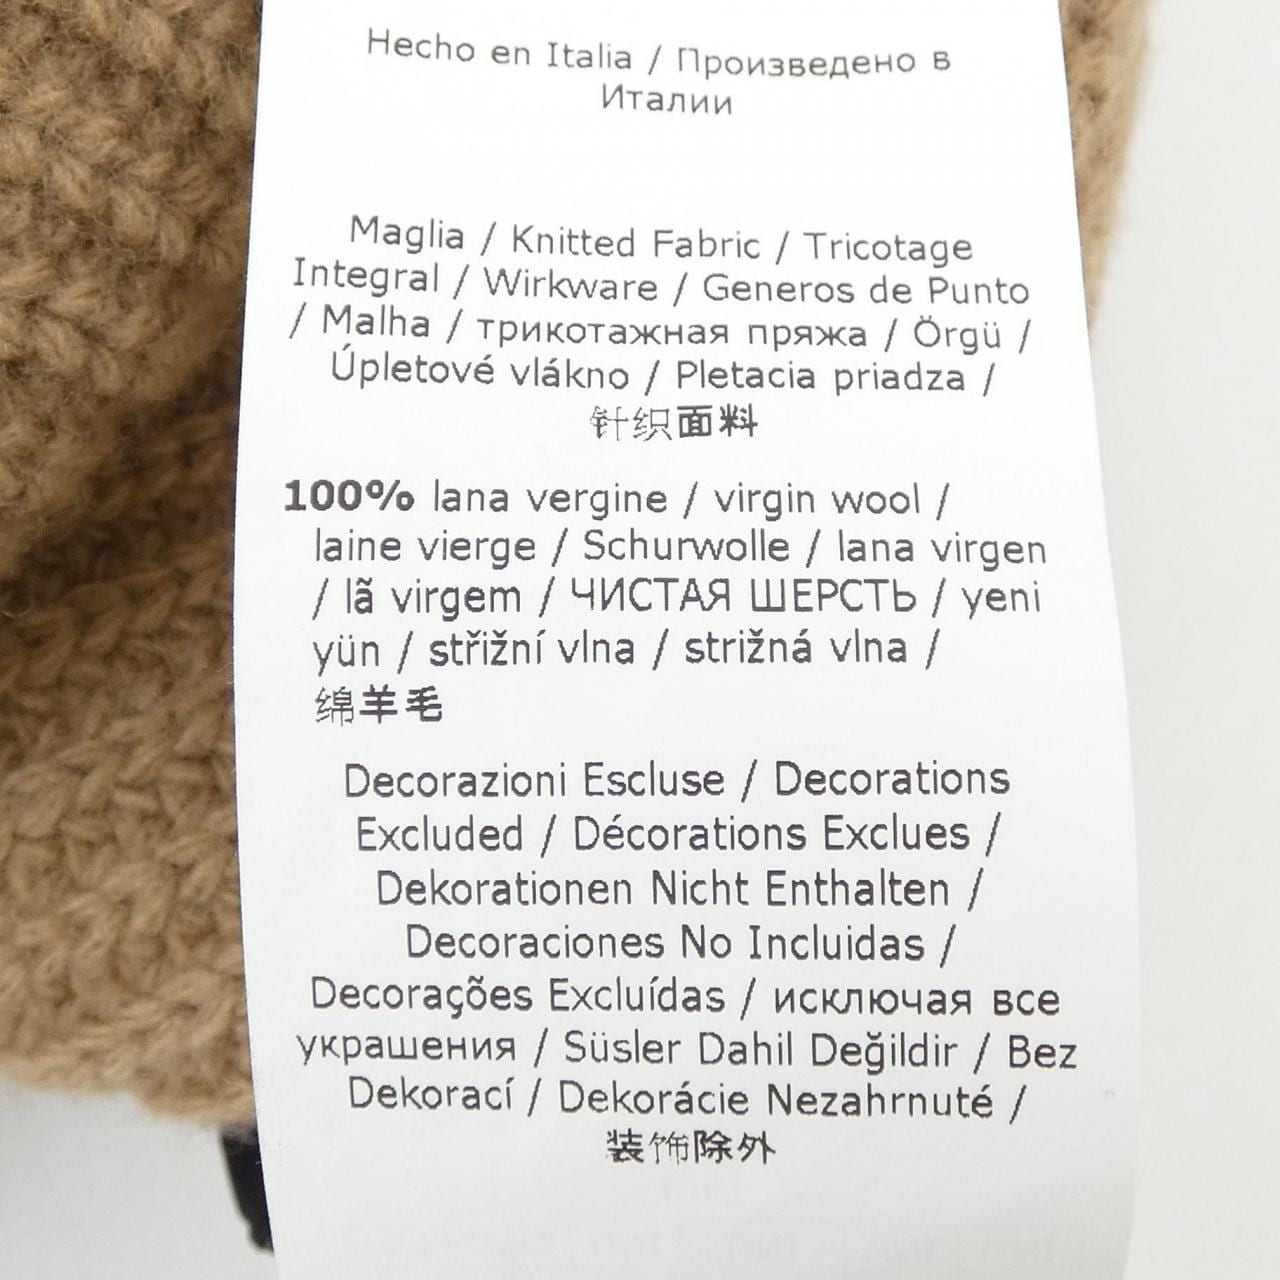 Hecho en Italia / Произведено в
Италии
Maglia / Knitted Fabric / Tricotage
Integral / Wirkware / Generos de Punto
/ Malha / трикотажная пряжа / Örgü /
Úpletové vlákno / Pletacia priadza /
针织面料
100% lana vergine / virgin wool /
laine vierge / Schurwolle / lana virgen
/ lã virgem / ЧИСТАЯ ШЕРСТЬ / yeni
yün / střižní vlna / strižná vlna /
绵羊毛
Decorazioni Escluse / Decorations
Excluded / Décorations Exclues /
Dekorationen Nicht Enthalten /
Decoraciones No Incluidas /
Decorações Excluídas / исключая все
украшения / Süsler Dahil Değildir / Bez
Dekorací / Dekorácie Nezahrnuté /
装饰除外